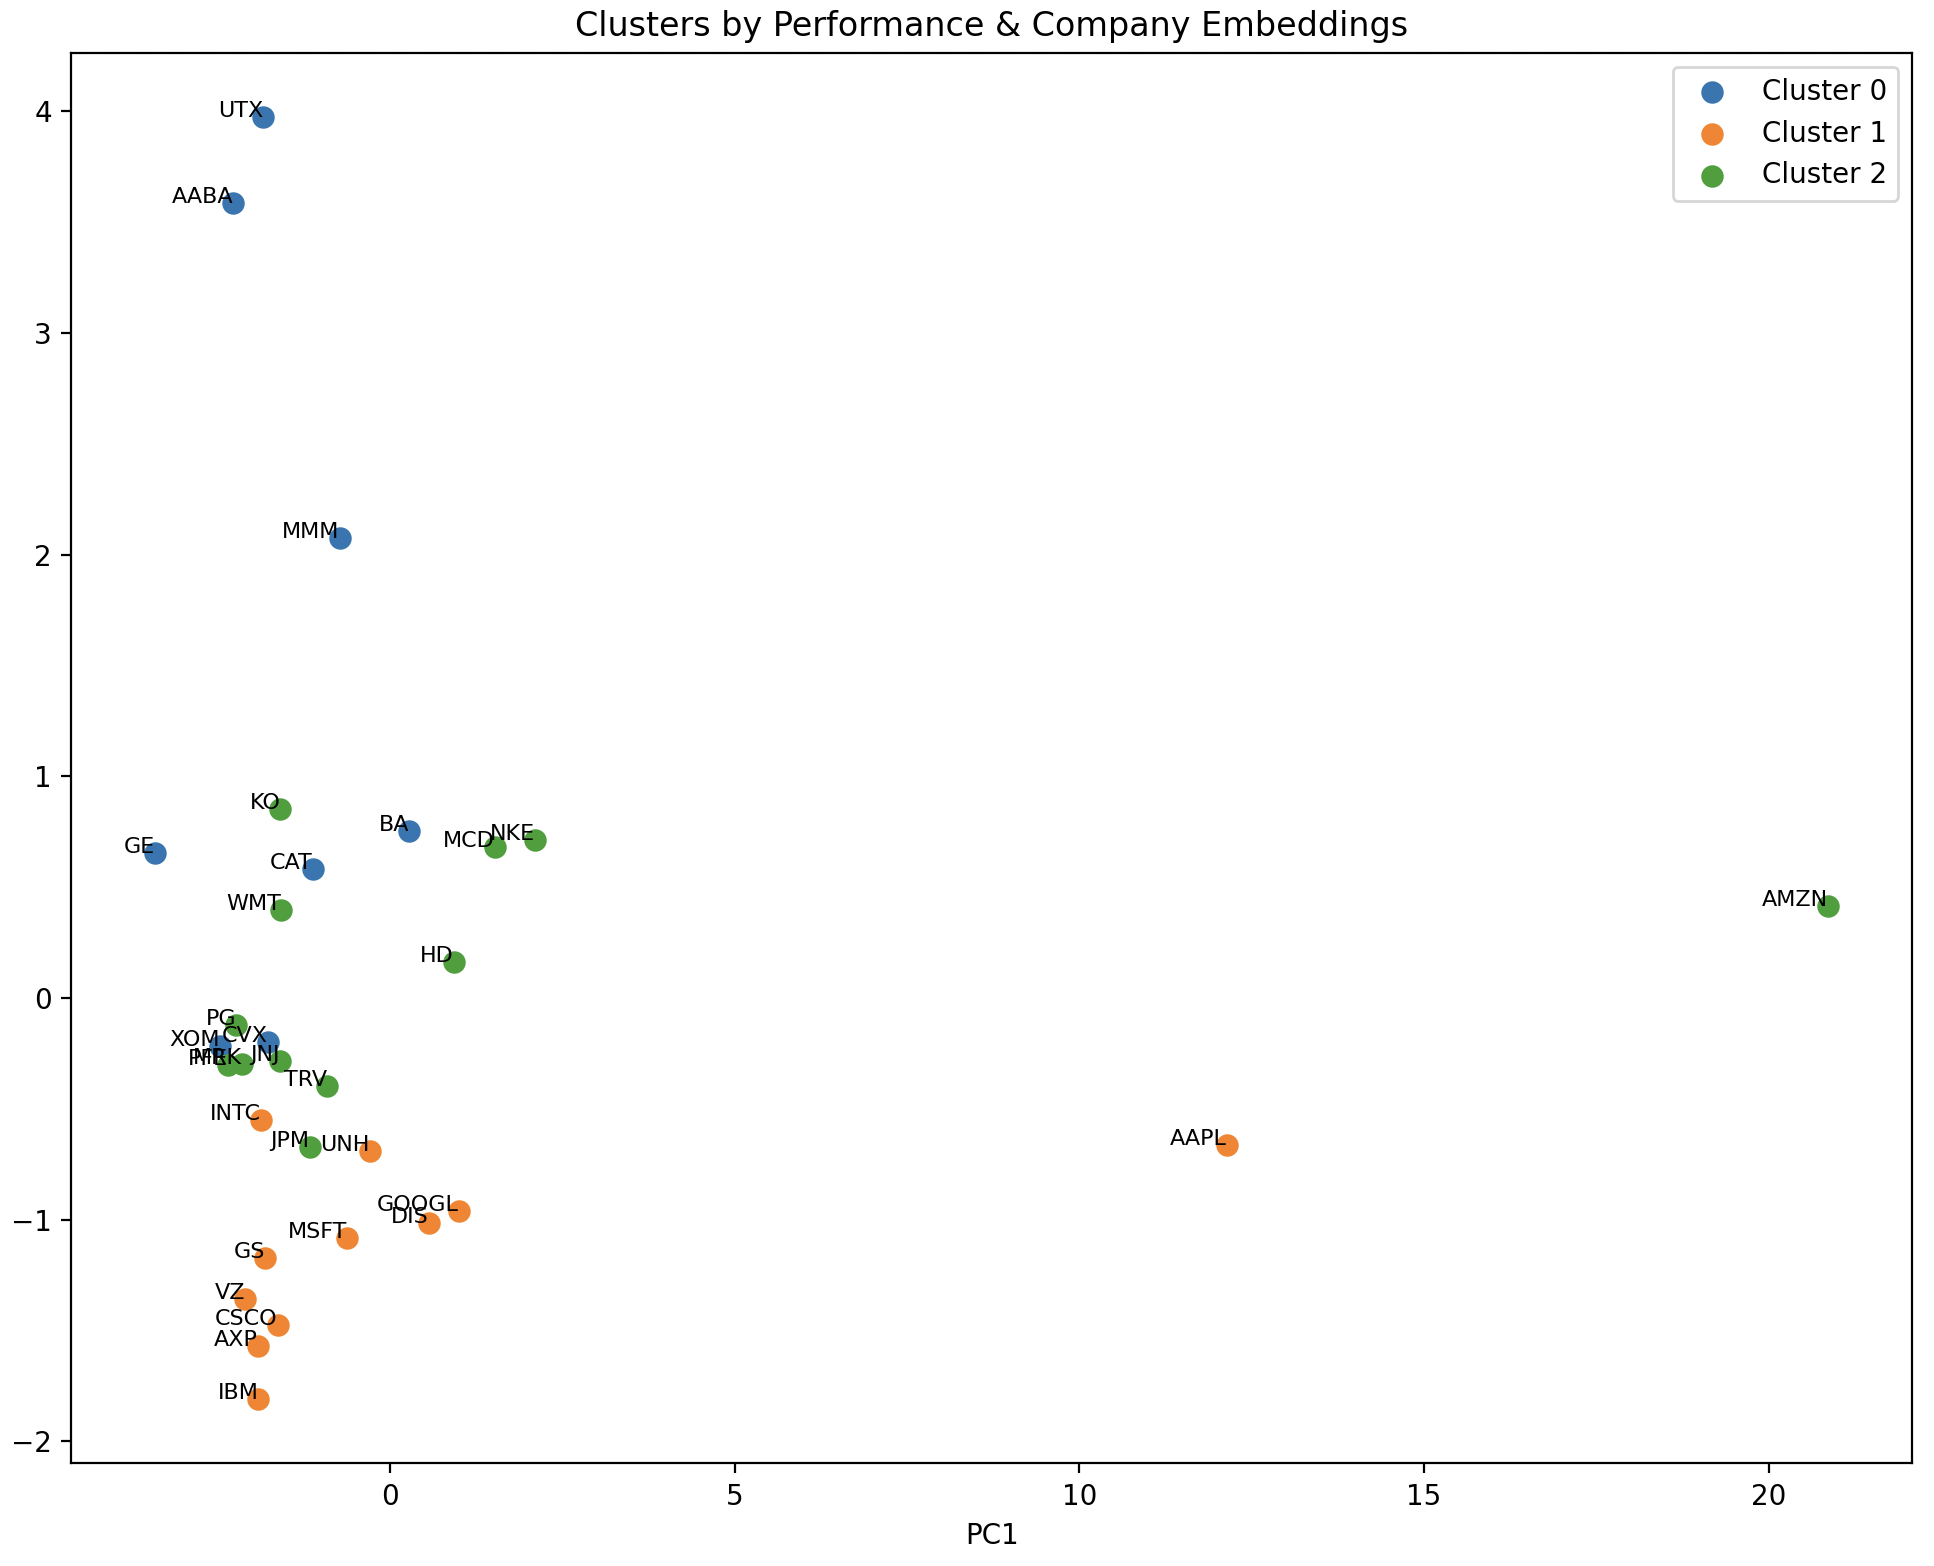 Clusters by Performance & Company Embeddings
Cluster 0
Cluster 1
Cluster 2
4
3
2
1
0
−1
−2
UTX
AABA
MMM
KO
BA
NKE
MCD
GE
CAT
WMT
AMZN
HD
PG
CVX
XOM
JNJ
MRK
PFE
TRV
INTC
JPM
UNH
AAPL
GOOGL
DIS
MSFT
GS
VZ
CSCO
AXP
IBM
0 5 10 15 20
PC1